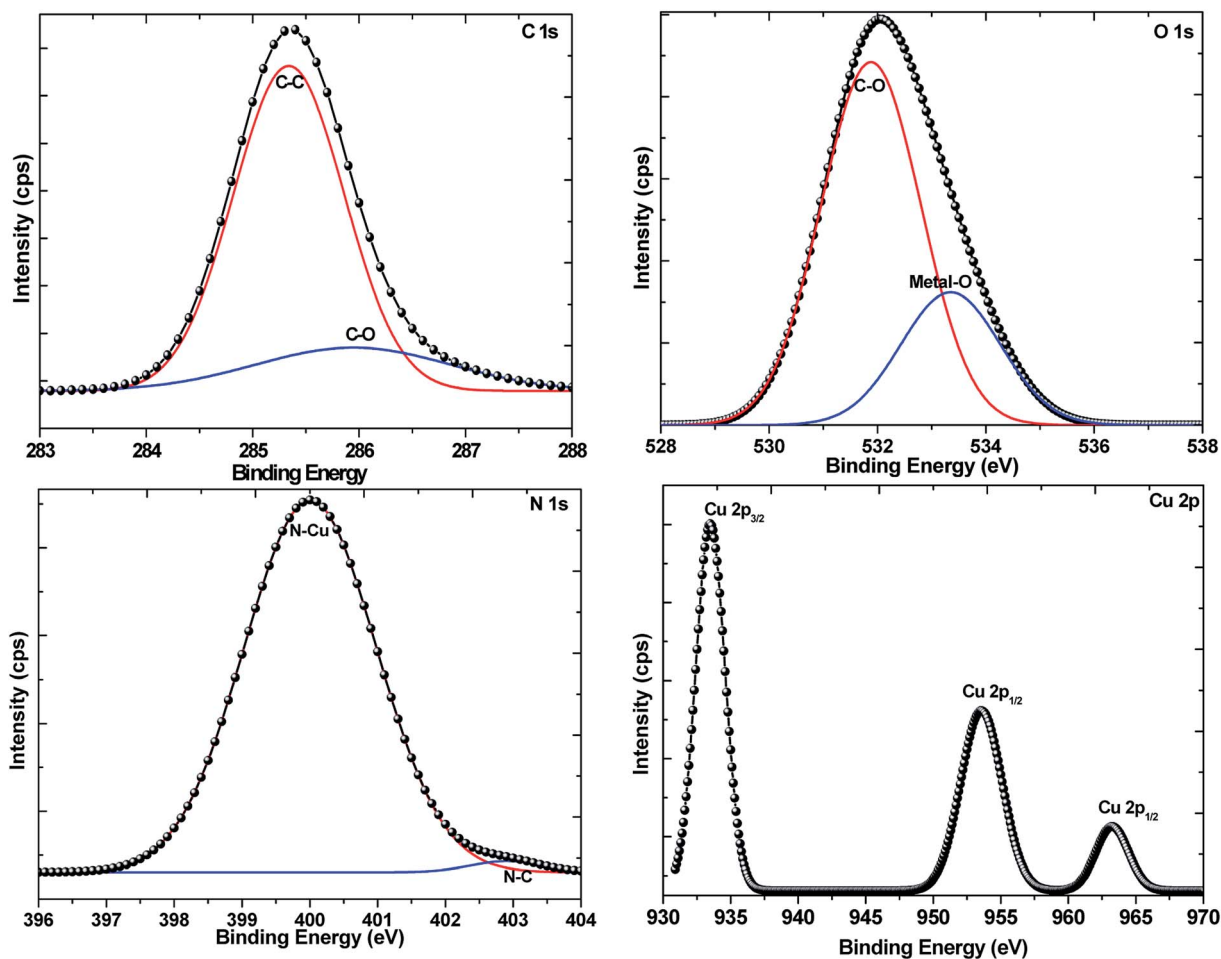 C 1s
C-C
C-O
Intensity (cps)
283 284 285 286 287 288
Binding Energy
O 1s
C-O
Metal-O
Intensity (cps)
528 530 532 534 536 538
Binding Energy (eV)
N 1s
N-Cu
N-C
Intensity (cps)
396 397 398 399 400 401 402 403 404
Binding Energy (eV)
Cu 2p
Cu 2p3/2
Cu 2p1/2
Cu 2p1/2
Intensity (cps)
930 935 940 945 950 955 960 965 970
Binding Energy (eV)